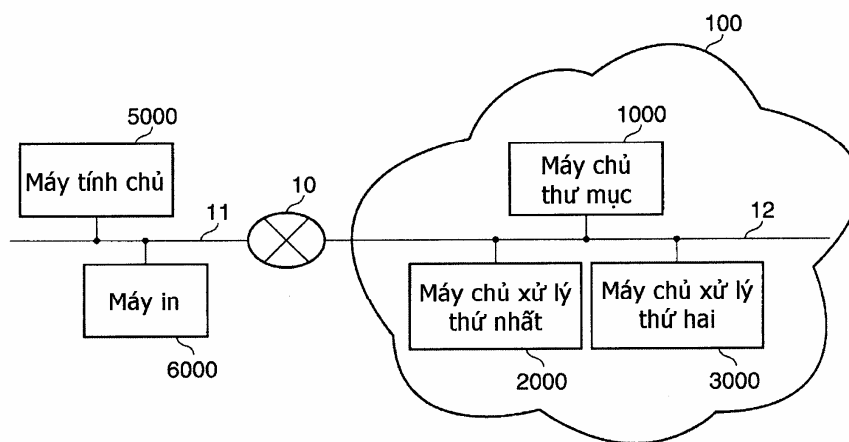 100
5000
1000
Máy tính chủ
Máy chủ
thư mục
11
10
12
Máy in
Máy chủ xử lý
thứ nhất
Máy chủ xử lý
thứ hai
6000
2000
3000